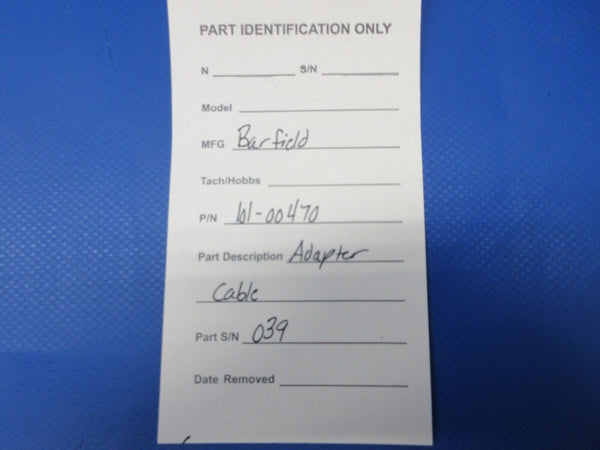 PART IDENTIFICATION ONLY
N S/N
Model
MFG Barfield
Tach/Hobbs
P/N 101-00470
Part Description Adapter
Cable
Part S/N 039
Date Removed